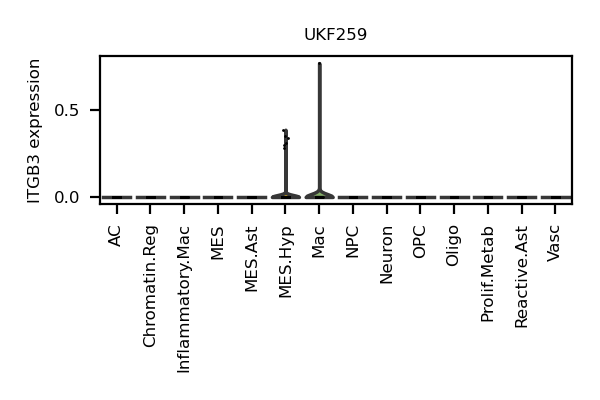 UKF259
ITGB3 expression
0.5
0.0
AC
Chromatin.Reg
Inflammatory.Mac
MES
MES.Ast
MES.Hyp
Mac
NPC
Neuron
OPC
Oligo
Prolif.Metab
Reactive.Ast
Vasc